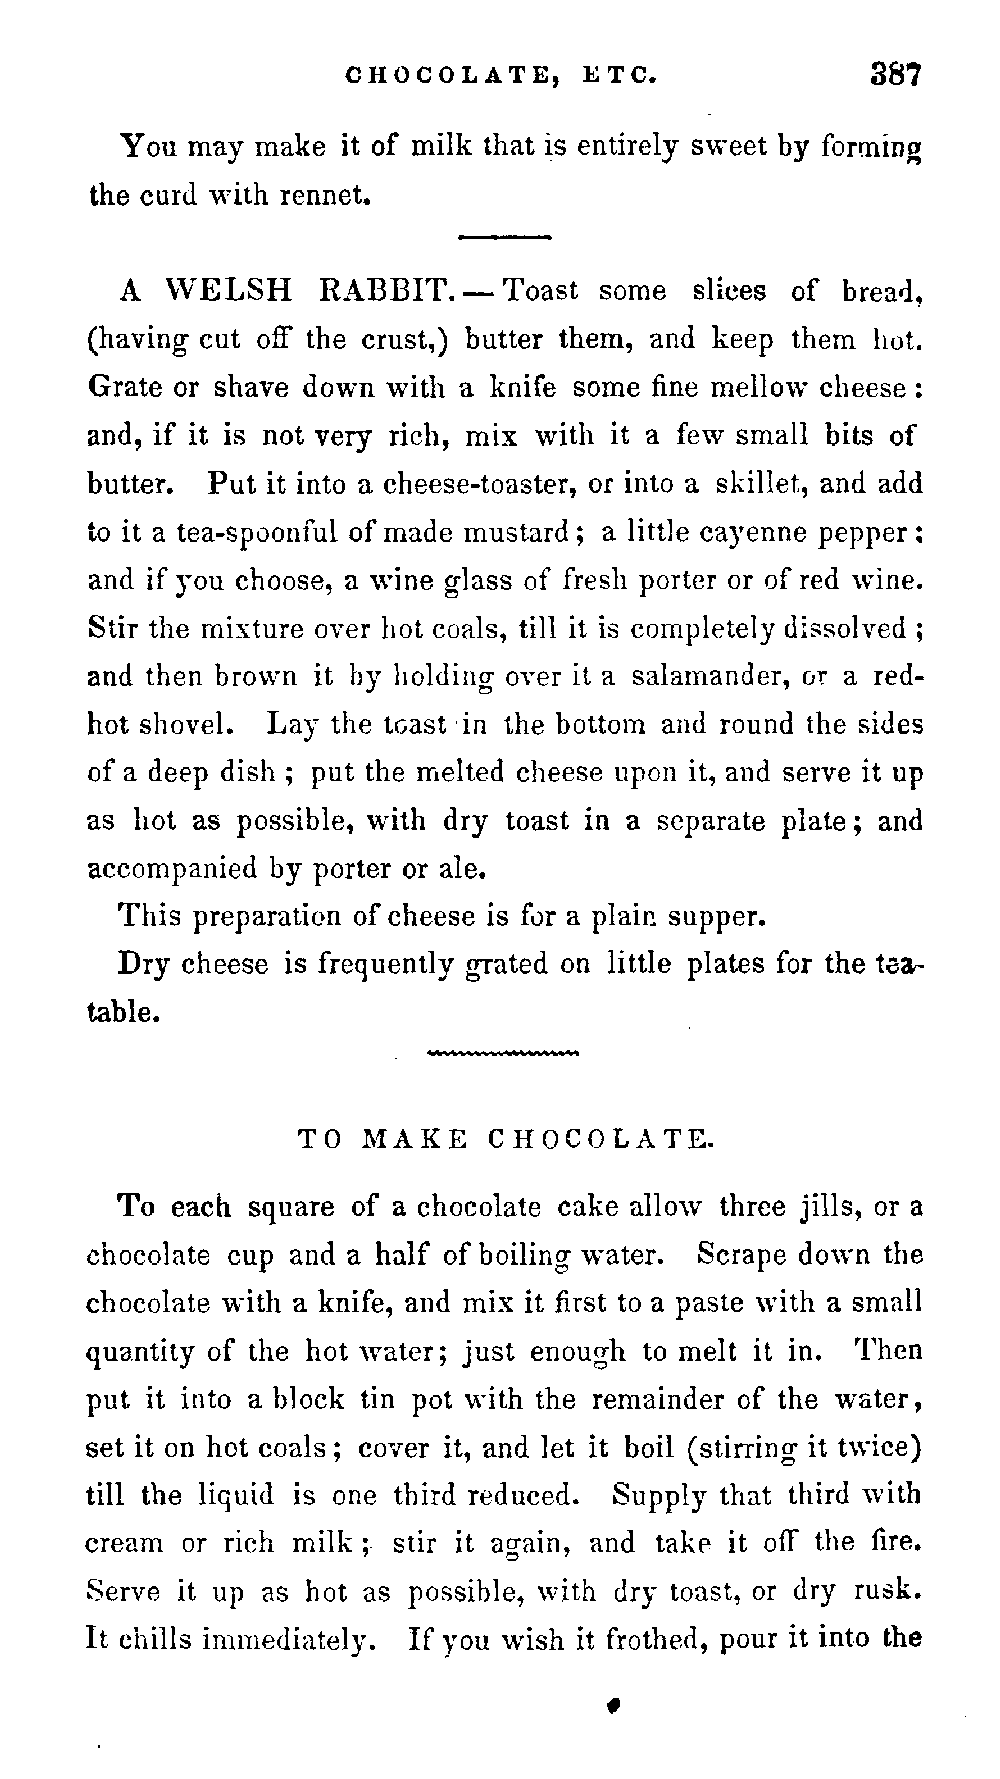 CHOCOLATE, ETC. 387
You may make it of milk that is entirely sweet by forming
the curd with rennet.
A WELSH RABBIT.—Toast some slices of bread,
(having cut off the crust,) butter them, and keep them hot.
Grate or shave down with a knife some fine mellow cheese:
and, if it is not very rich, mix with it a few small bits of
butter. Put it into a cheese-toaster, or into a skillet, and add
to it a tea-spoonful of made mustard; a little cayenne pepper;
and if you choose, a wine glass of fresh porter or of red wine.
Stir the mixture over hot coals, till it is completely dissolved;
and then brown it by holding over it a salamander, or a red-
hot shovel. Lay the toast in the bottom and round the sides
of a deep dish; put the melted cheese upon it, and serve it up
as hot as possible, with dry toast in a separate plate; and
accompanied by porter or ale.
This preparation of cheese is for a plain supper.
Dry cheese is frequently grated on little plates for the tea-
table.
TO MAKE CHOCOLATE.
To each square of a chocolate cake allow three jills, or a
chocolate cup and a half of boiling water. Scrape down the
chocolate with a knife, and mix it first to a paste with a small
quantity of the hot water; just enough to melt it in. Then
put it into a block tin pot with the remainder of the water,
set it on hot coals; cover it, and let it boil (stirring it twice)
till the liquid is one third reduced. Supply that third with
cream or rich milk; stir it again, and take it off the fire.
Serve it up as hot as possible, with dry toast, or dry rusk.
It chills immediately. If you wish it frothed, pour it into the